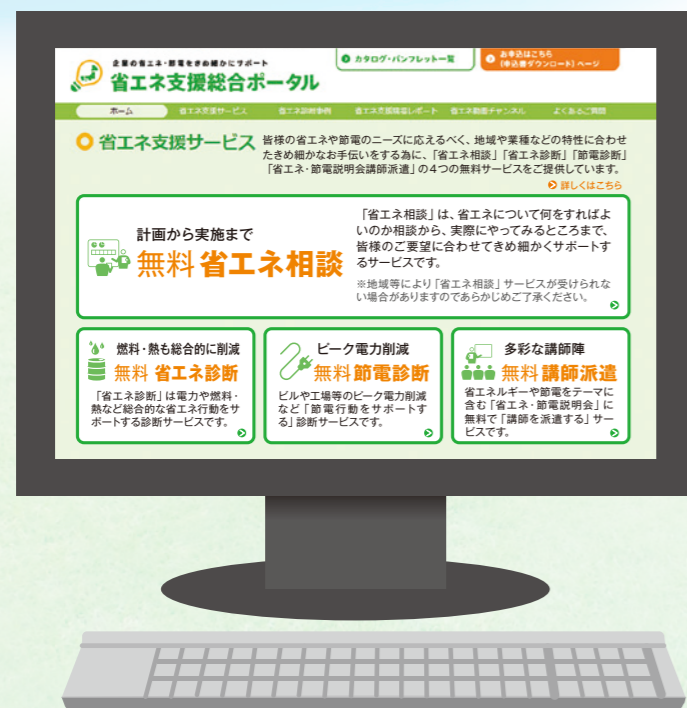 企業の省エネ・節電をきめ細かにサポート
省エネ支援総合ポータル
カタログ・パンフレット一覧
お申込はこちら
(申込書ダウンロード)ページ
ホーム
省エネ支援サービス
省エネ診断事例
省エネ支援現場レポート
省エネ動画チャンネル
よくあるご質問
省エネ支援サービス
皆様の省エネや節電のニーズに応えるべく、地域や業種などの特性に合わせ
たきめ細かなお手伝いをする為に、「省エネ相談」「省エネ診断」「節電診断」
「省エネ・節電説明会講師派遣」の4つの無料サービスをご提供しています。
詳しくはこちら
計画から実施まで
無料省エネ相談
「省エネ相談」は、省エネについて何をすればよ
いのか相談から、実際にやってみるところまで、
皆様のご要望に合わせてきめ細かくサポートす
るサービスです。
※地域等により「省エネ相談」サービスが受けられな
い場合がありますのであらかじめご了承ください。
燃料・熱も総合的に削減
無料 省エネ診断
「省エネ診断」は電力や燃料・
熱など総合的な省エネ行動をサ
ポートする診断サービスです。
ピーク電力削減
無料節電診断
ビルや工場等のピーク電力削減
など「節電行動をサポートす
る」診断サービスです。
多彩な講師陣
無料講師派遣
省エネルギーや節電をテーマに
含む「省エネ・節電説明会」に
無料で「講師を派遣する」サー
ビスです。